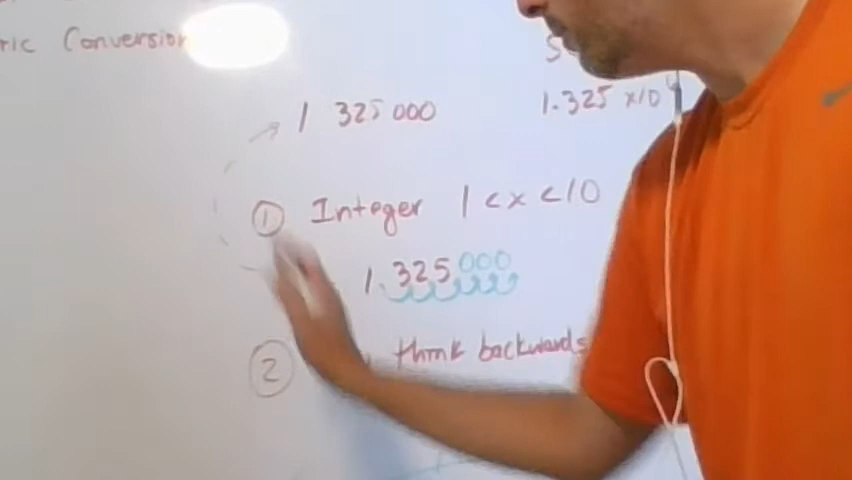 ric Conversion
S
1 325 000
1.325 x10
① Integer 1 < x < 10
1.325000
② think backwards